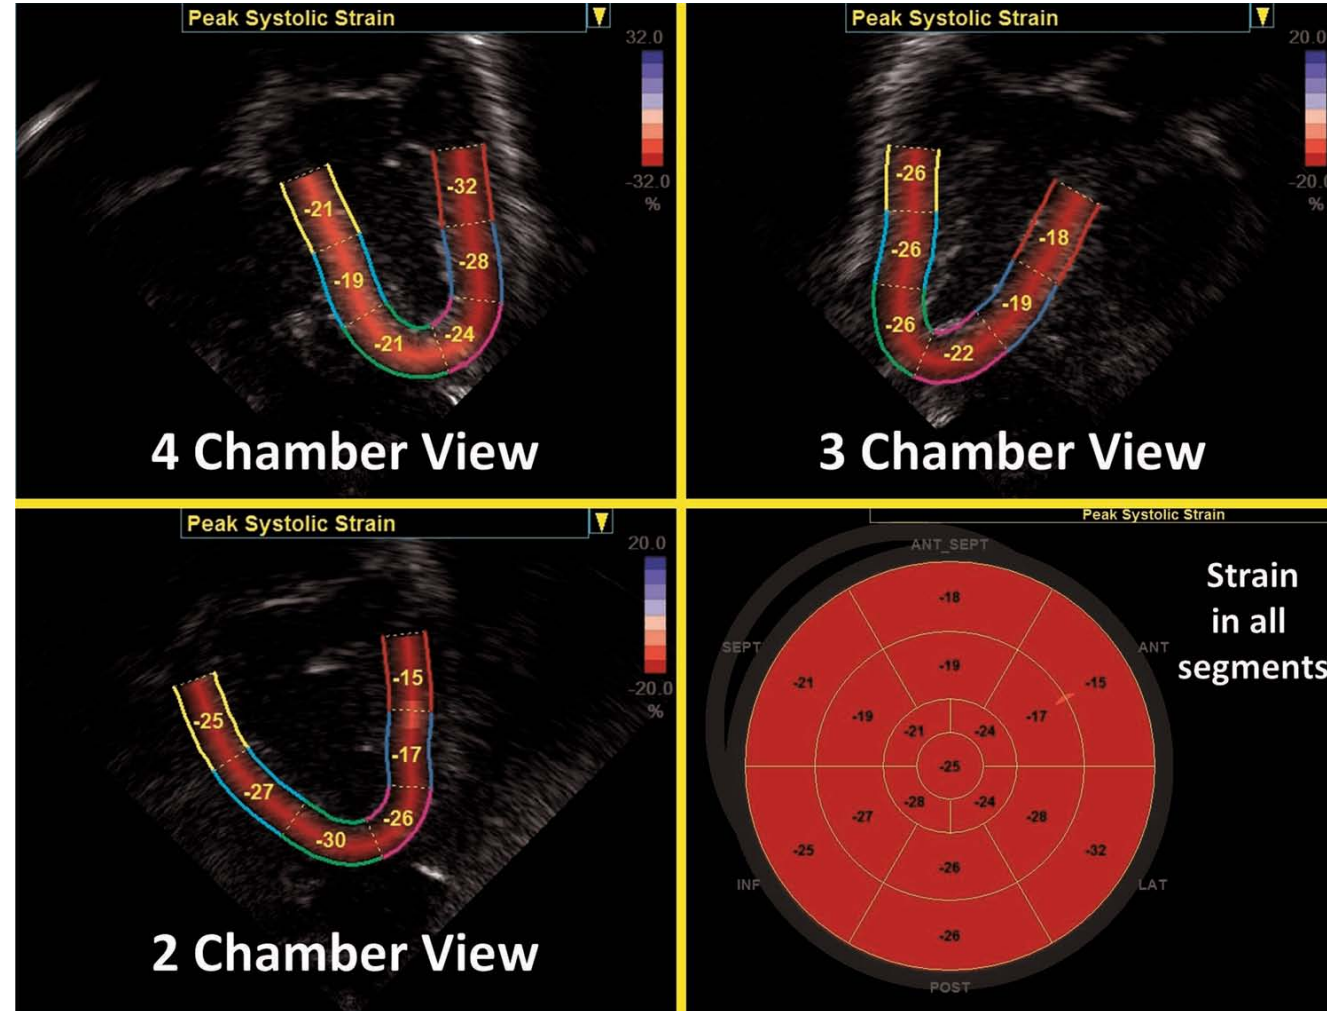 Peak Systolic Strain
32.0
-32.0
%
-21
-19
-21
-24
-28
-32
4 Chamber View
Peak Systolic Strain
20.0
-20.0
%
-26
-26
-26
-22
-19
-18
3 Chamber View
Peak Systolic Strain
20.0
-20.0
%
-25
-27
-30
-26
-17
-15
2 Chamber View
Peak Systolic Strain
Strain
in all
segments
ANT_SEPT
SEPT
ANT
INF
LAT
POST
-18
-21
-15
-19
-19
-17
-21
-24
-25
-28
-24
-27
-28
-25
-32
-26
-26